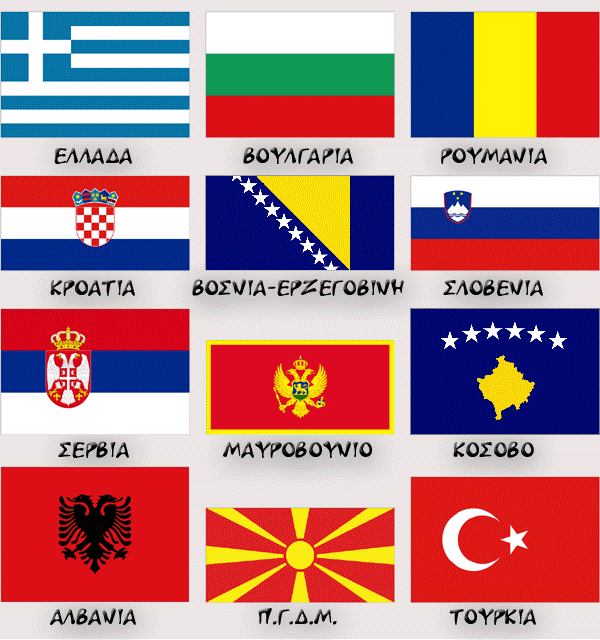 ΕΛΛΑΔΑ
ΒΟΥΛΓΑΡΙΑ
ΡΟΥΜΑΝΙΑ
ΚΡΟΑΤΙΑ
ΒΟΣΝΙΑ-ΕΡΖΕΓΟΒΙΝΗ
ΣΛΟΒΕΝΙΑ
ΣΕΡΒΙΑ
ΜΑΥΡΟΒΟΥΝΙΟ
ΚΟΣΟΒΟ
ΑΛΒΑΝΙΑ
Π.Γ.Δ.Μ.
ΤΟΥΡΚΙΑ